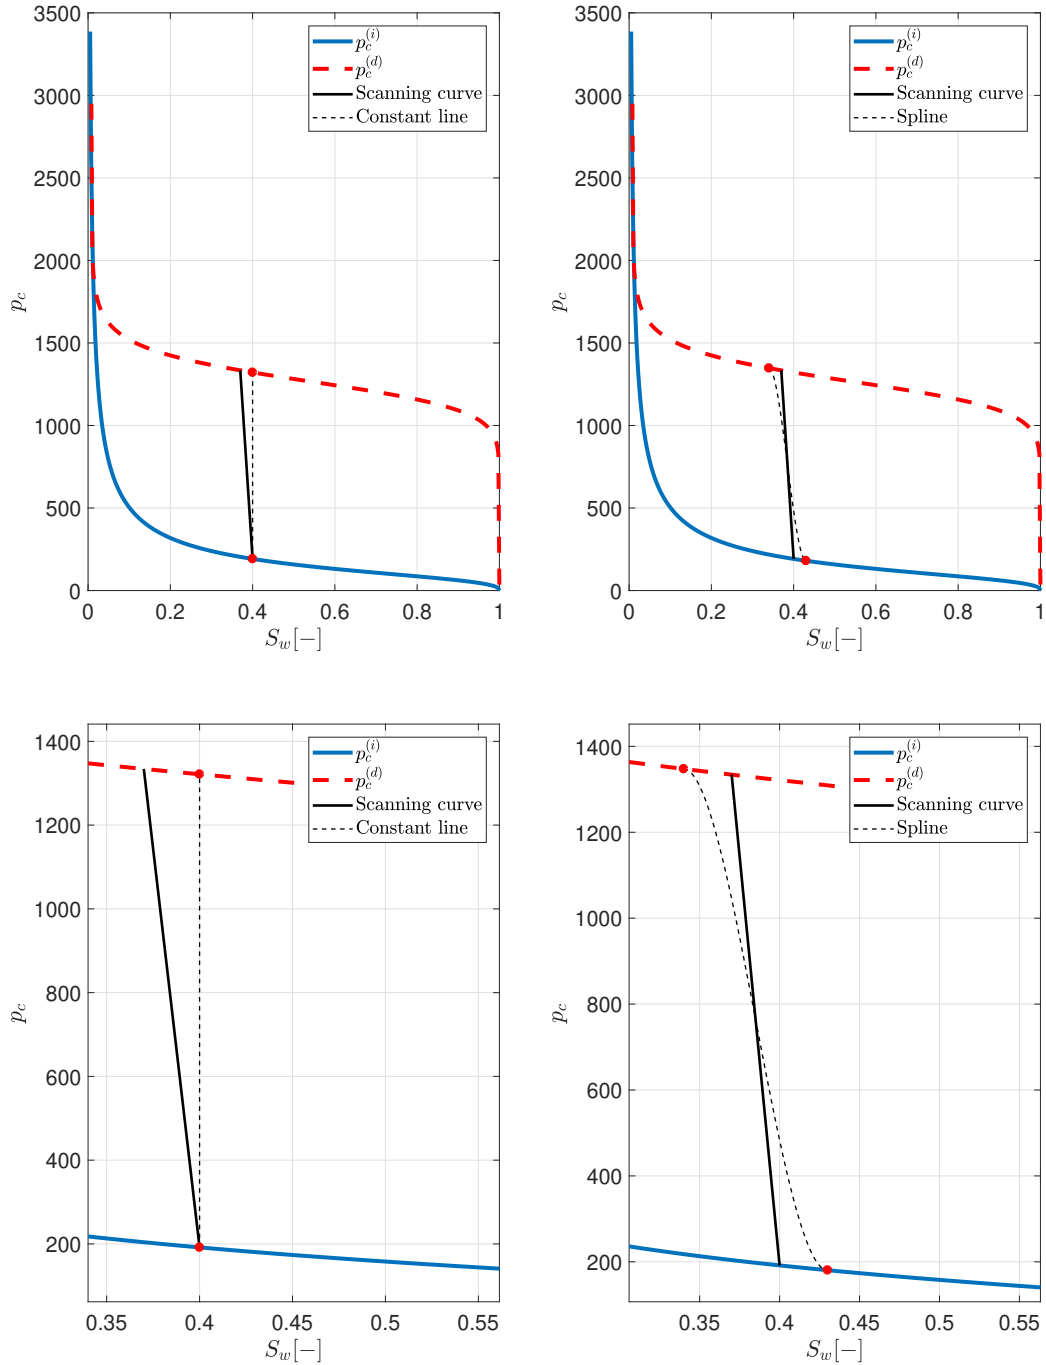 3500
3000
2500
2000
1500
1000
500
0
p_c
0 0.2 0.4 0.6 0.8 1
S_w[−]
p_c^{(i)}
p_c^{(d)}
Scanning curve
Constant line
3500
3000
2500
2000
1500
1000
500
0
p_c
0 0.2 0.4 0.6 0.8 1
S_w[−]
p_c^{(i)}
p_c^{(d)}
Scanning curve
Spline
1400
1200
1000
800
600
400
200
p_c
0.35 0.4 0.45 0.5 0.55
S_w[−]
p_c^{(i)}
p_c^{(d)}
Scanning curve
Constant line
1400
1200
1000
800
600
400
200
p_c
0.35 0.4 0.45 0.5 0.55
S_w[−]
p_c^{(i)}
p_c^{(d)}
Scanning curve
Spline